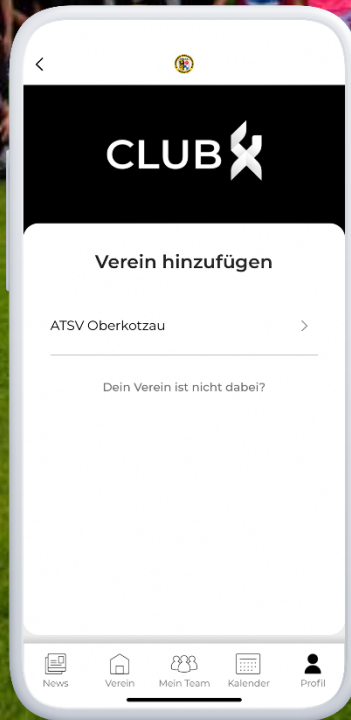 CLUB
Verein hinzufügen
ATSV Oberkotzau
Dein Verein ist nicht dabei?
News Verein Mein Team Kalender Profil